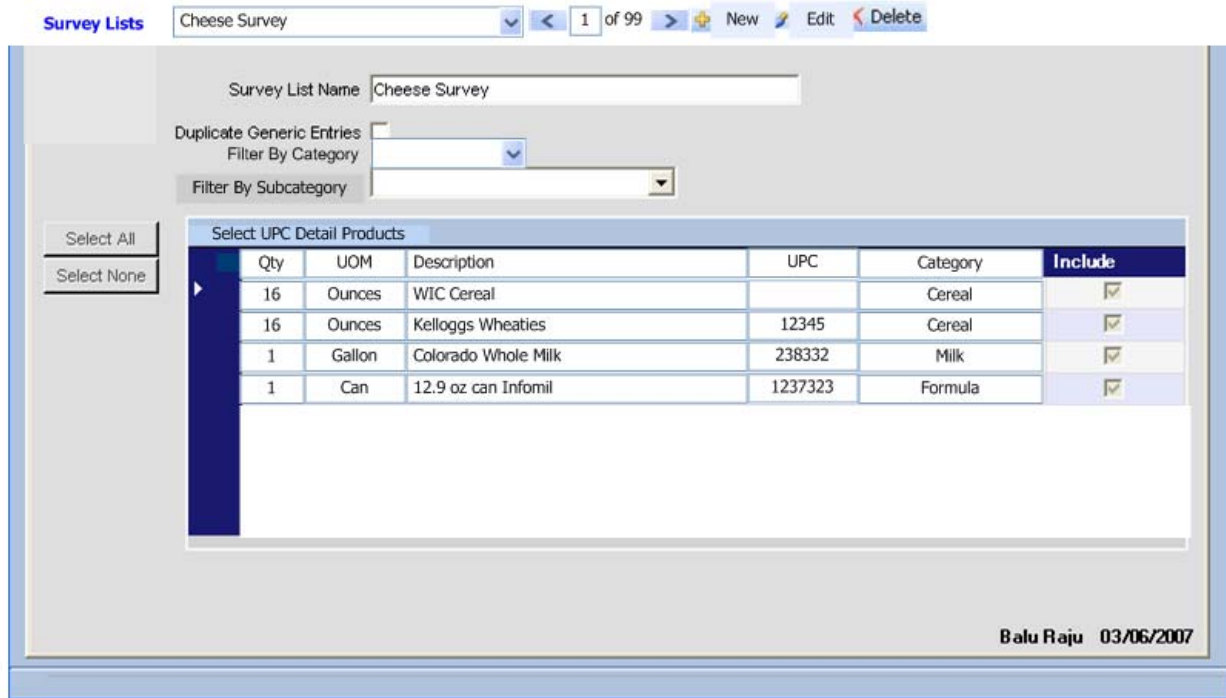 Survey Lists Cheese Survey 1 of 99 New Edit Delete
Survey List Name Cheese Survey
Duplicate Generic Entries
Filter By Category
Filter By Subcategory
Select All
Select None
Select UPC Detail Products
Qty UOM Description UPC Category Include
16 Ounces WIC Cereal Cereal
16 Ounces Kelloggs Wheaties 12345 Cereal
1 Gallon Colorado Whole Milk 238332 Milk
1 Can 12.9 oz can Infomil 1237323 Formula
Balu Raju 03/06/2007